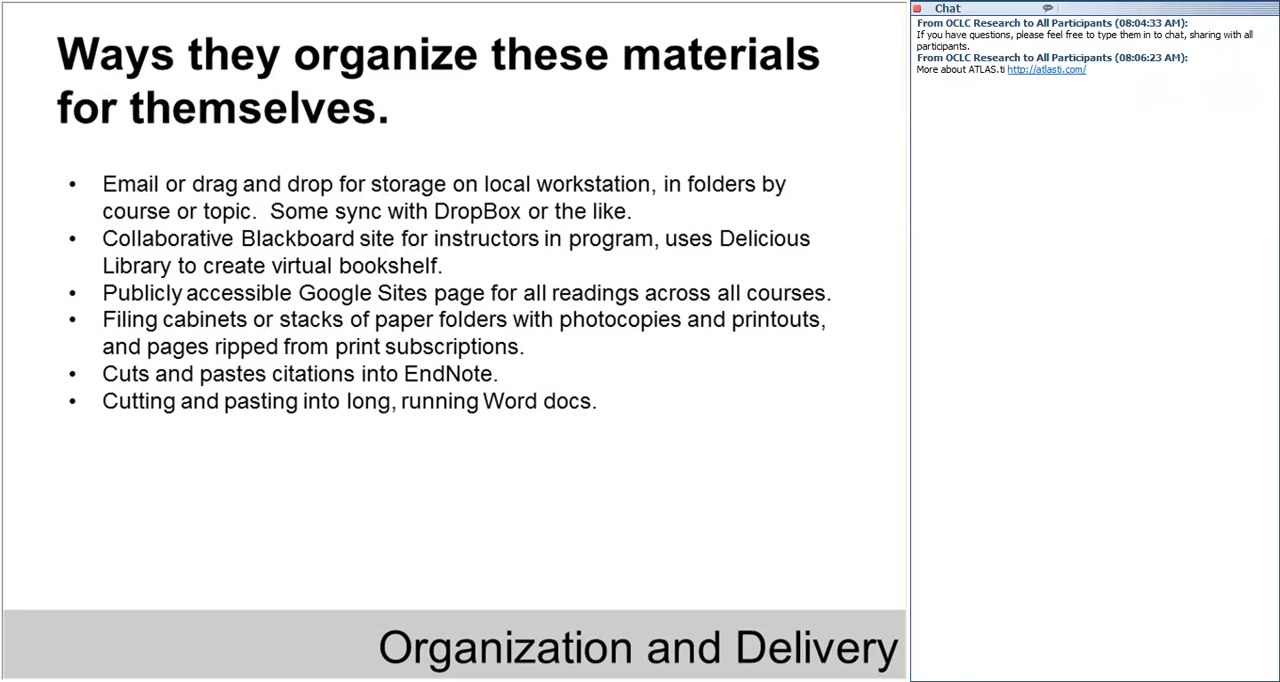 Ways they organize these materials
for themselves.
• Email or drag and drop for storage on local workstation, in folders by
course or topic.  Some sync with DropBox or the like.
• Collaborative Blackboard site for instructors in program, uses Delicious
Library to create virtual bookshelf.
• Publicly accessible Google Sites page for all readings across all courses.
• Filing cabinets or stacks of paper folders with photocopies and printouts,
and pages ripped from print subscriptions.
• Cuts and pastes citations into EndNote.
• Cutting and pasting into long, running Word docs.
Organization and Delivery
Chat
From OCLC Research to All Participants (08:04:33 AM):
If you have questions, please feel free to type them in to chat, sharing with all
participants.
From OCLC Research to All Participants (08:06:23 AM):
More about ATLAS.ti http://atlasti.com/